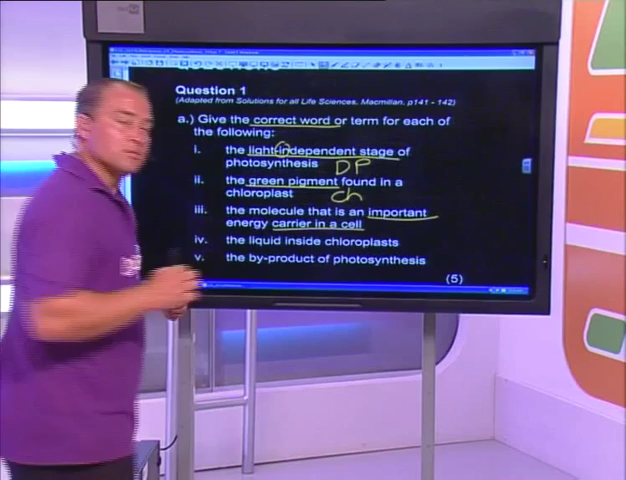 Question 1
(Adapted from Solutions for all Life Sciences, Macmillan, p141 - 142)
a.) Give the correct word or term for each of
the following:
i. the light-independent stage of
photosynthesis DP
ii. the green pigment found in a
chloroplast Ch
iii. the molecule that is an important
energy carrier in a cell
iv. the liquid inside chloroplasts
v. the by-product of photosynthesis
(5)